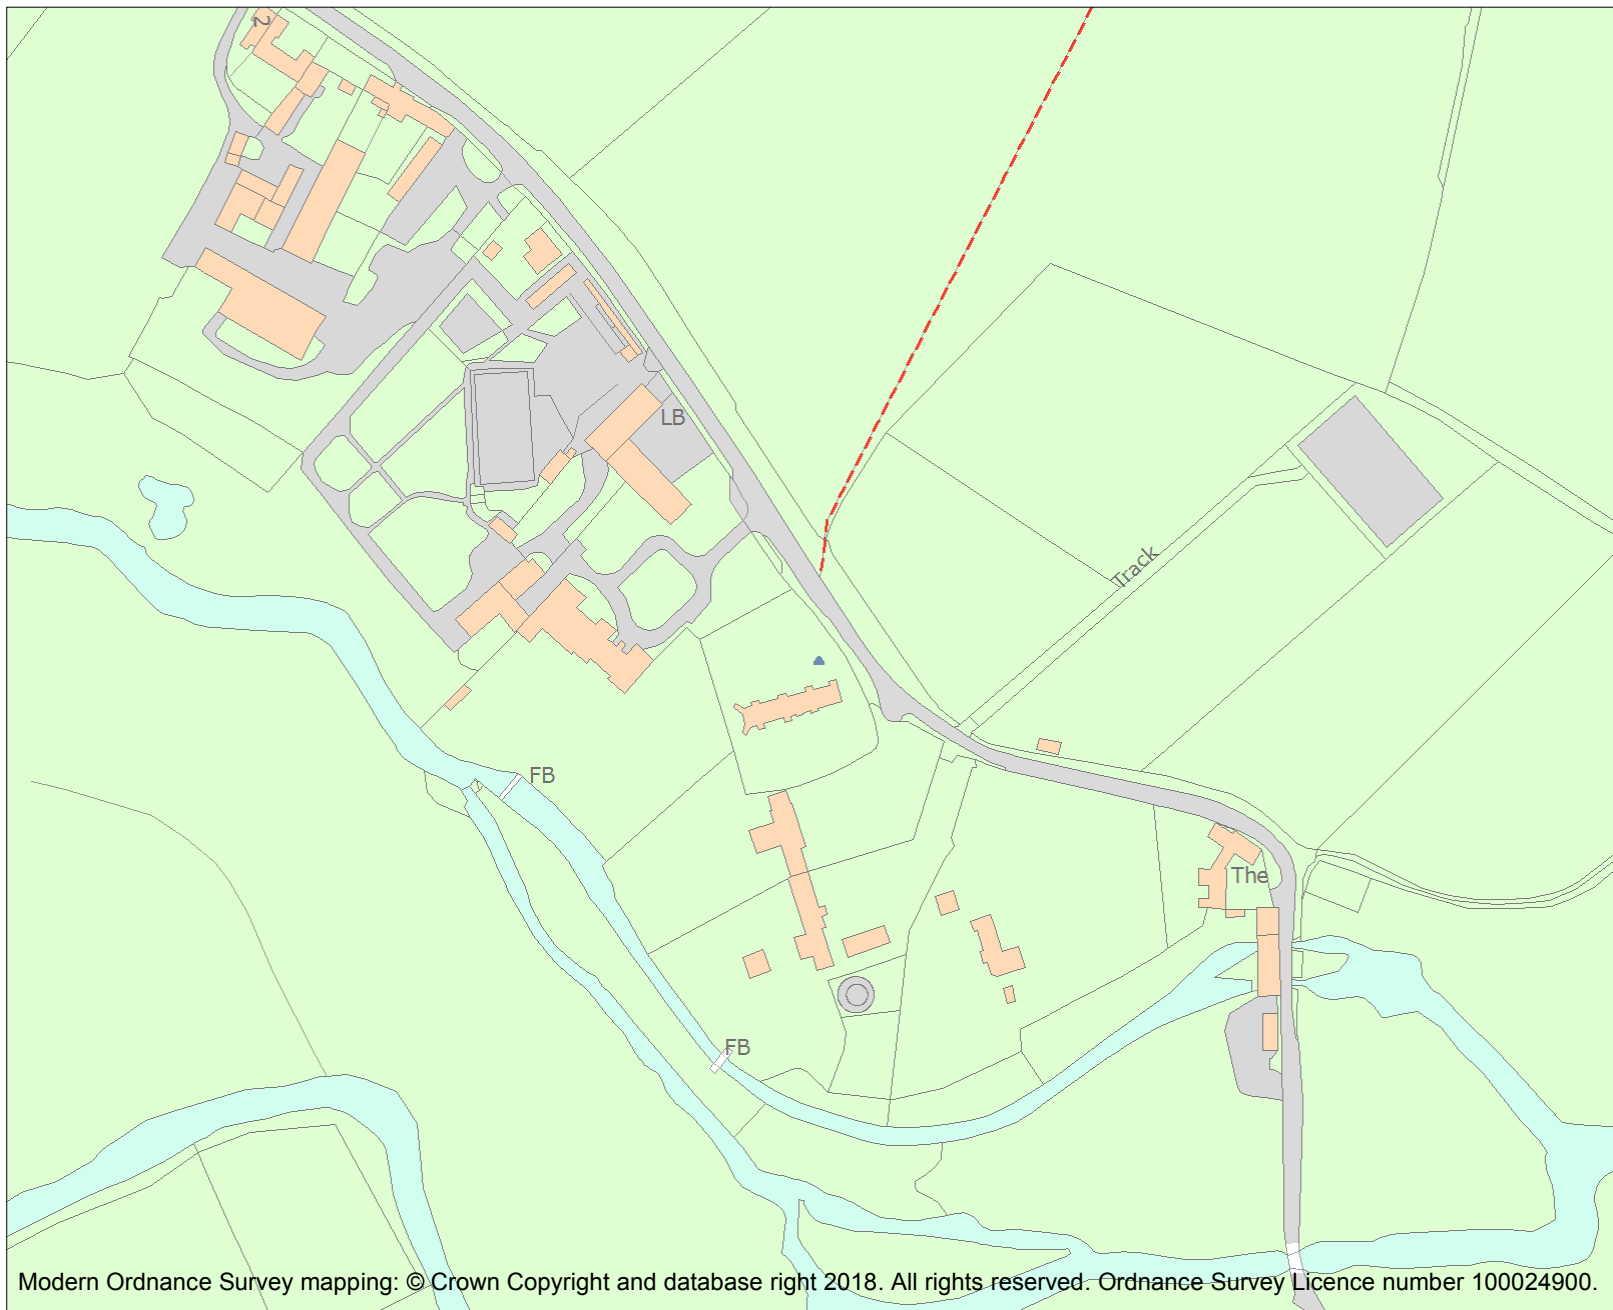 2
LB
Track
FB
The
FB
Modern Ordnance Survey mapping: © Crown Copyright and database right 2018. All rights reserved. Ordnance Survey Licence number 100024900.